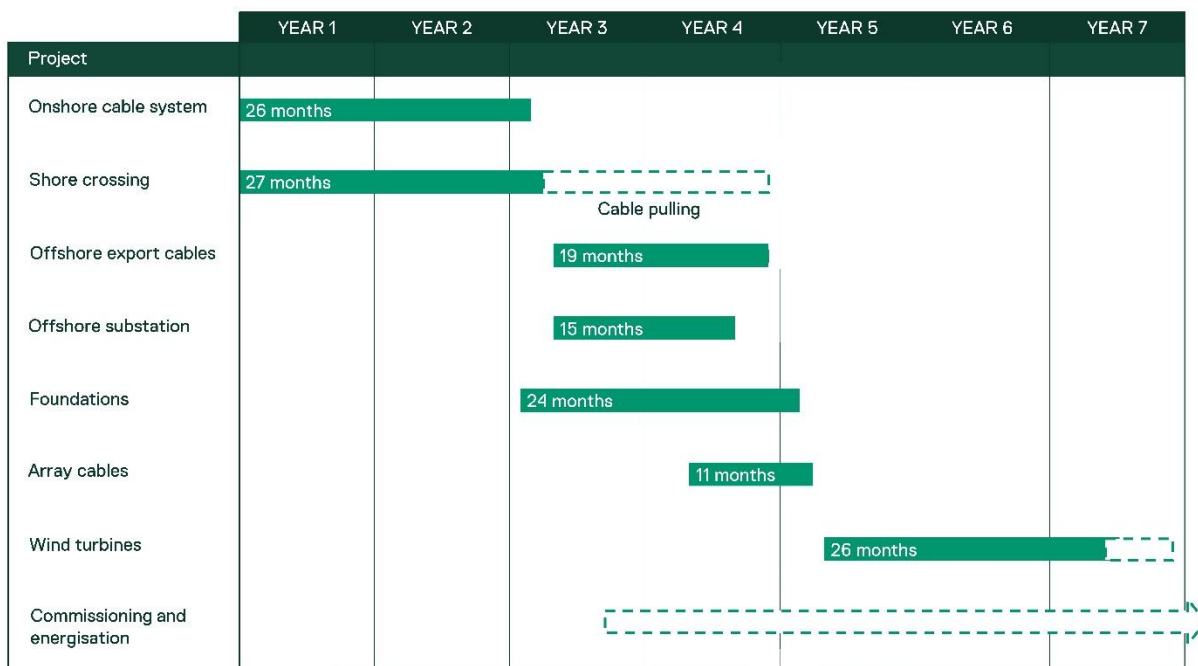 YEAR 1 YEAR 2 YEAR 3 YEAR 4 YEAR 5 YEAR 6 YEAR 7
Project
Onshore cable system 26 months
Shore crossing 27 months
Cable pulling
Offshore export cables 19 months
Offshore substation 15 months
Foundations 24 months
Array cables 11 months
Wind turbines 26 months
Commissioning and
energisation